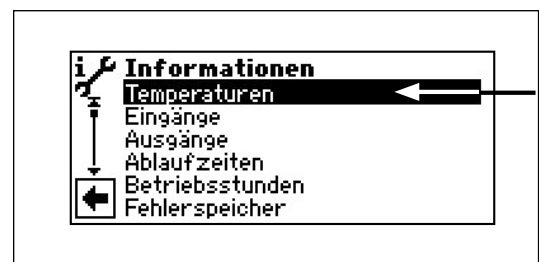 i Informationen
Temperaturen
Eingänge
Ausgänge
Ablaufzeiten
Betriebsstunden
Fehlerspeicher